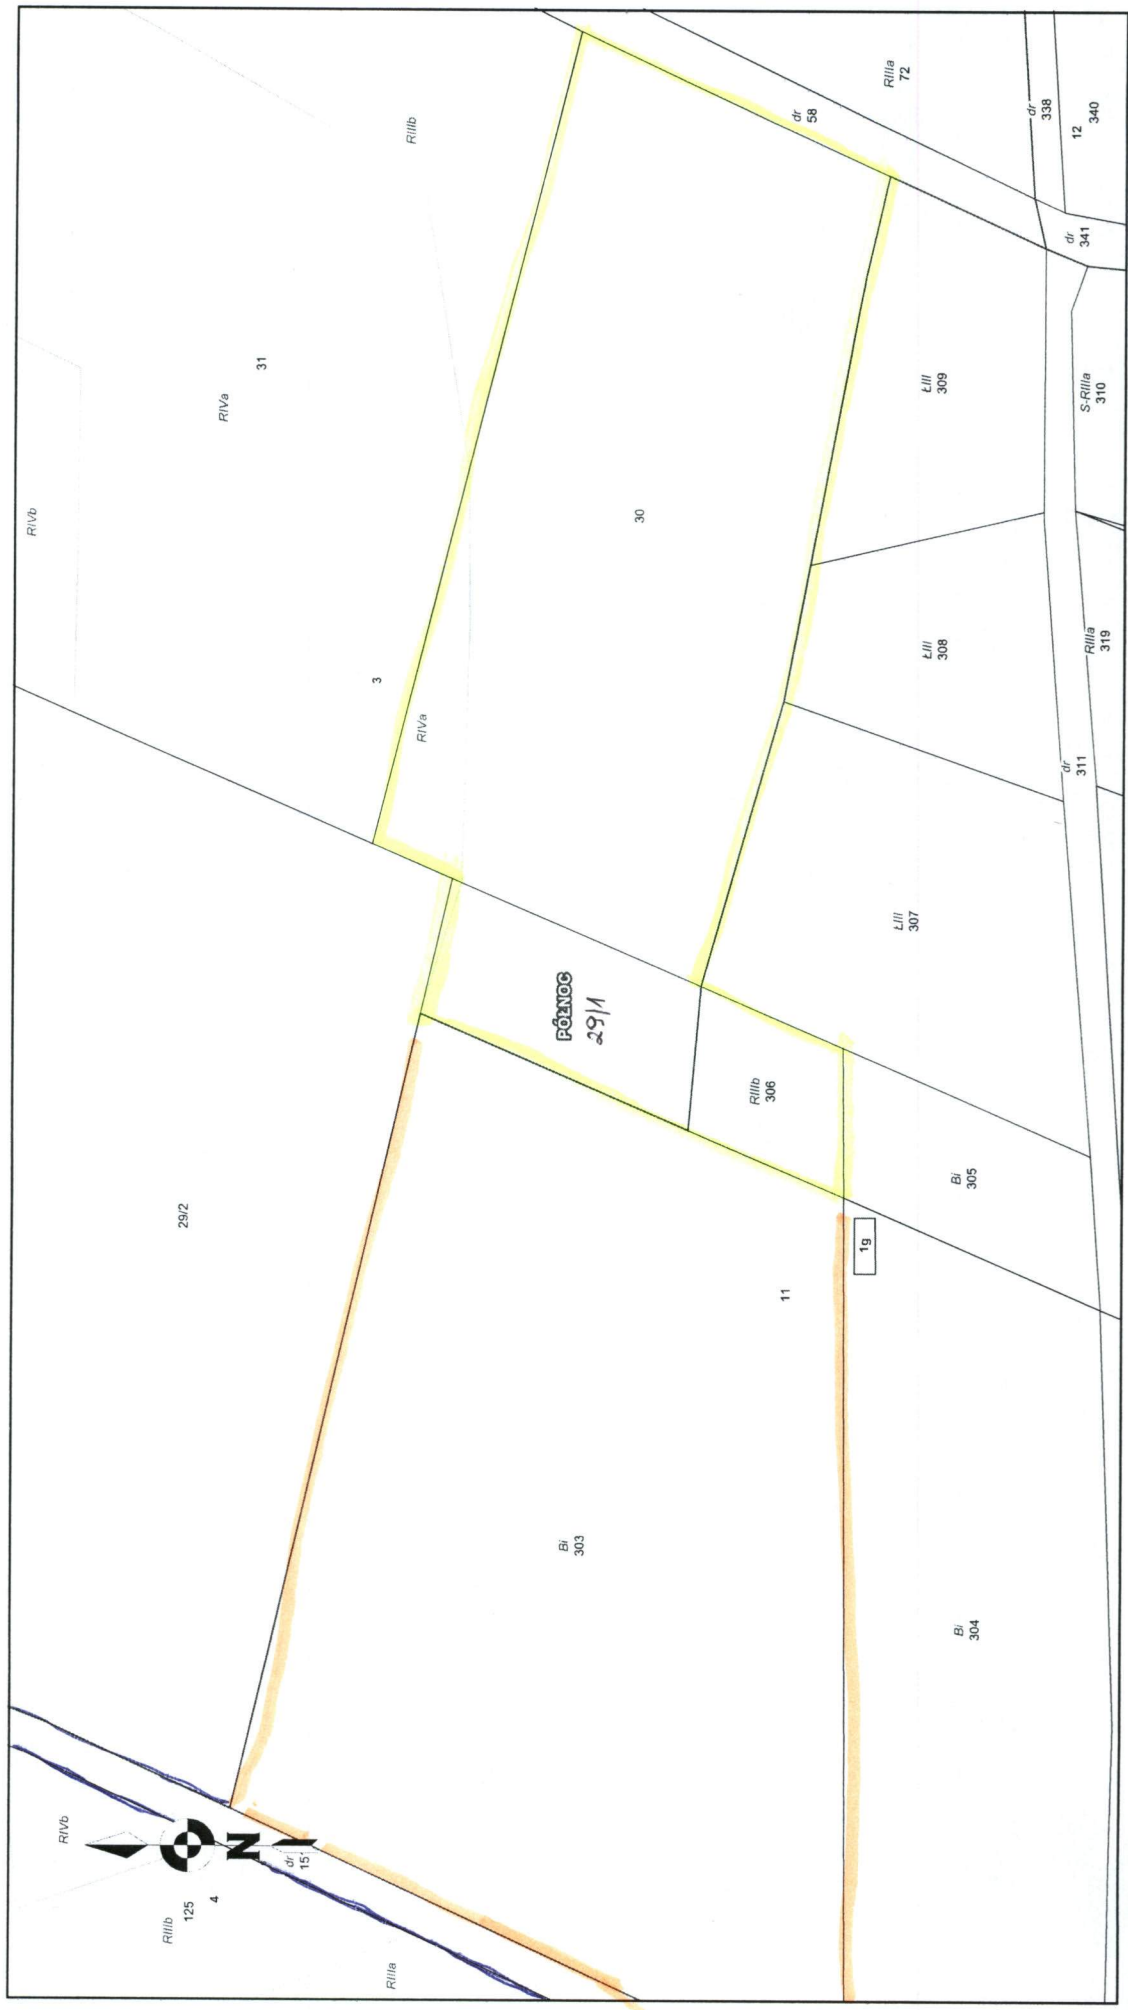 RIVb
RIVa
31
RIIIb
dr
58
RIIIa
72
dr
338
12
340
dr
341
3
RIVa
30
ŁIII
309
S-RIIIa
310
ŁIII
308
RIIIa
319
dr
311
ŁIII
307
PÓŁNOC
29/1
RIIIb
306
Bi
305
29/2
1g
11
Bi
303
Bi
304
RIVb
N
dr
15
RIIIb
125
4
RIIIa